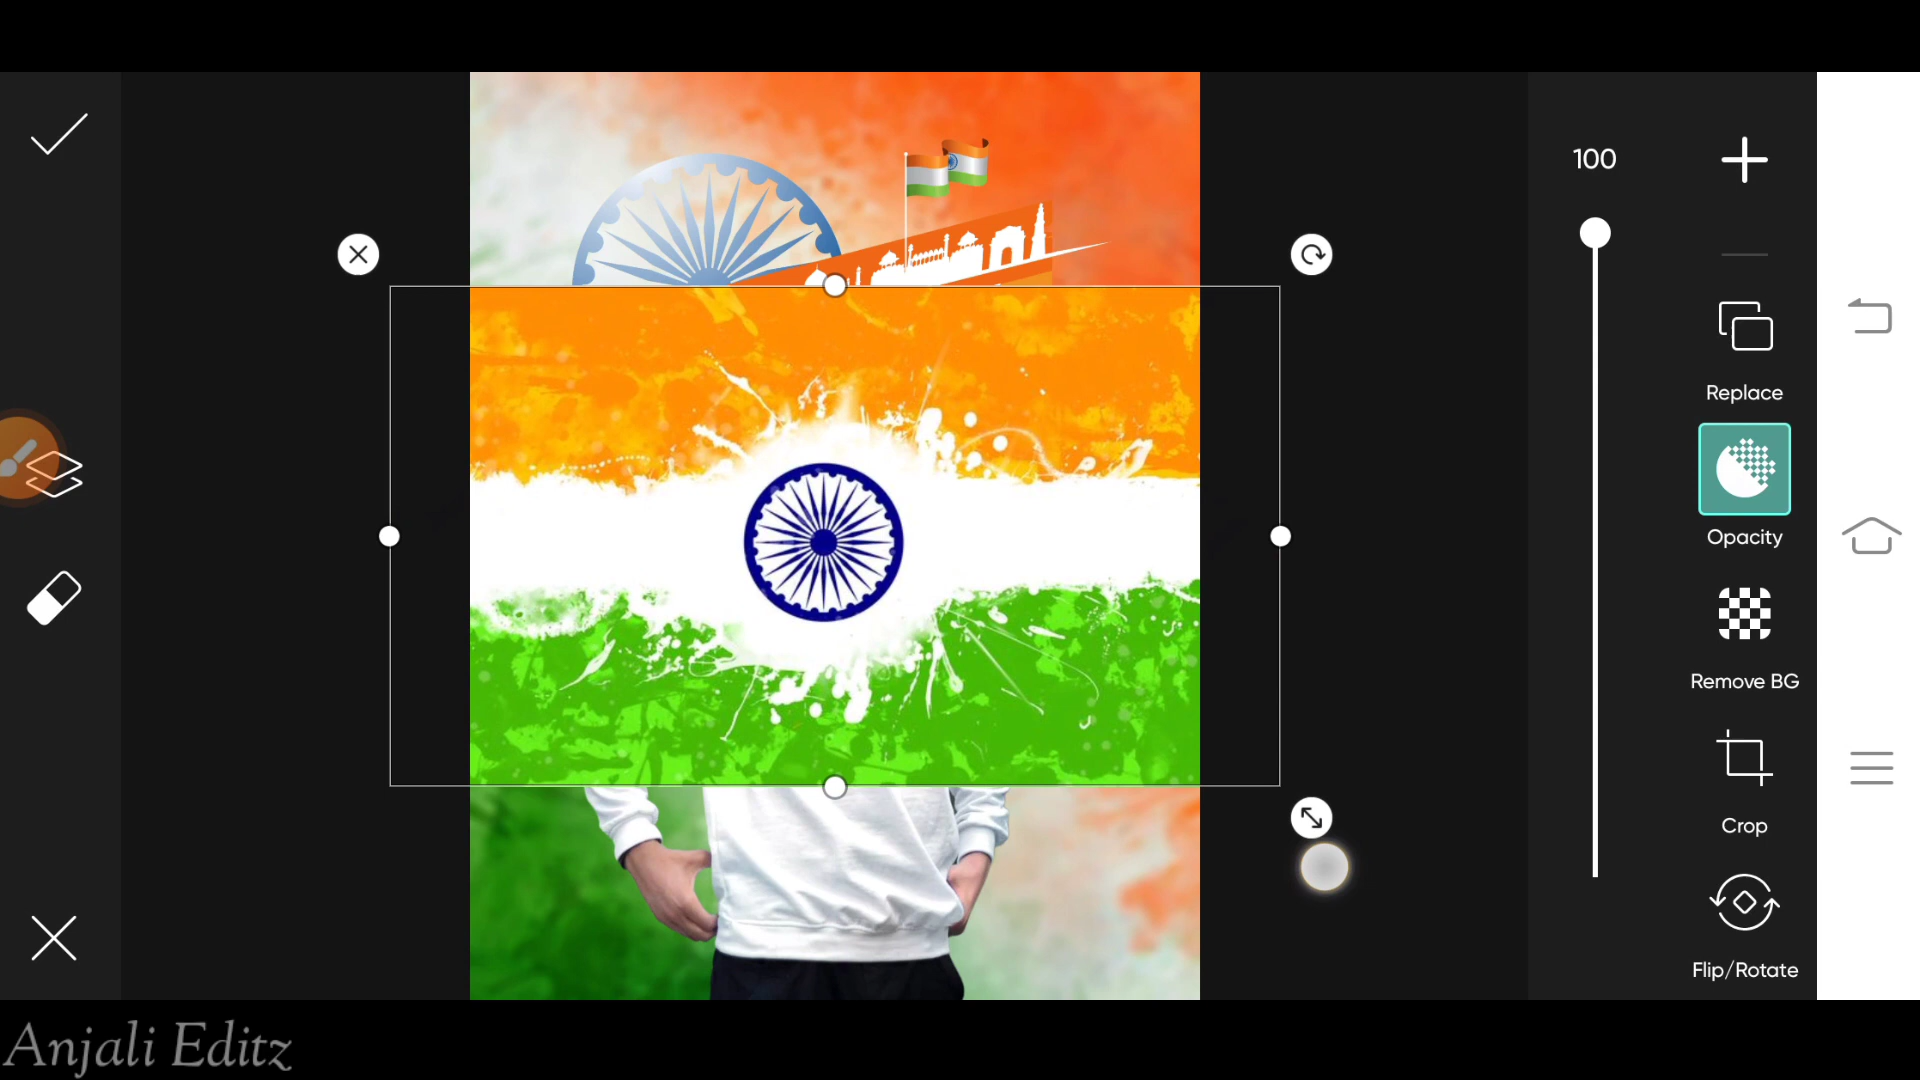 100
Replace
Opacity
Remove BG
Crop
Flip/Rotate
Anjali Editz